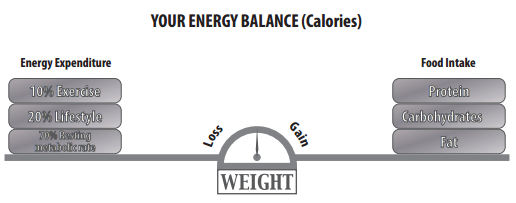 YOUR ENERGY BALANCE (Calories)
Energy Expenditure
10% Exercise
20% Lifestyle
70% Resting
metabolic rate
Food Intake
Protein
Carbohydrates
Fat
Loss
Gain
WEIGHT